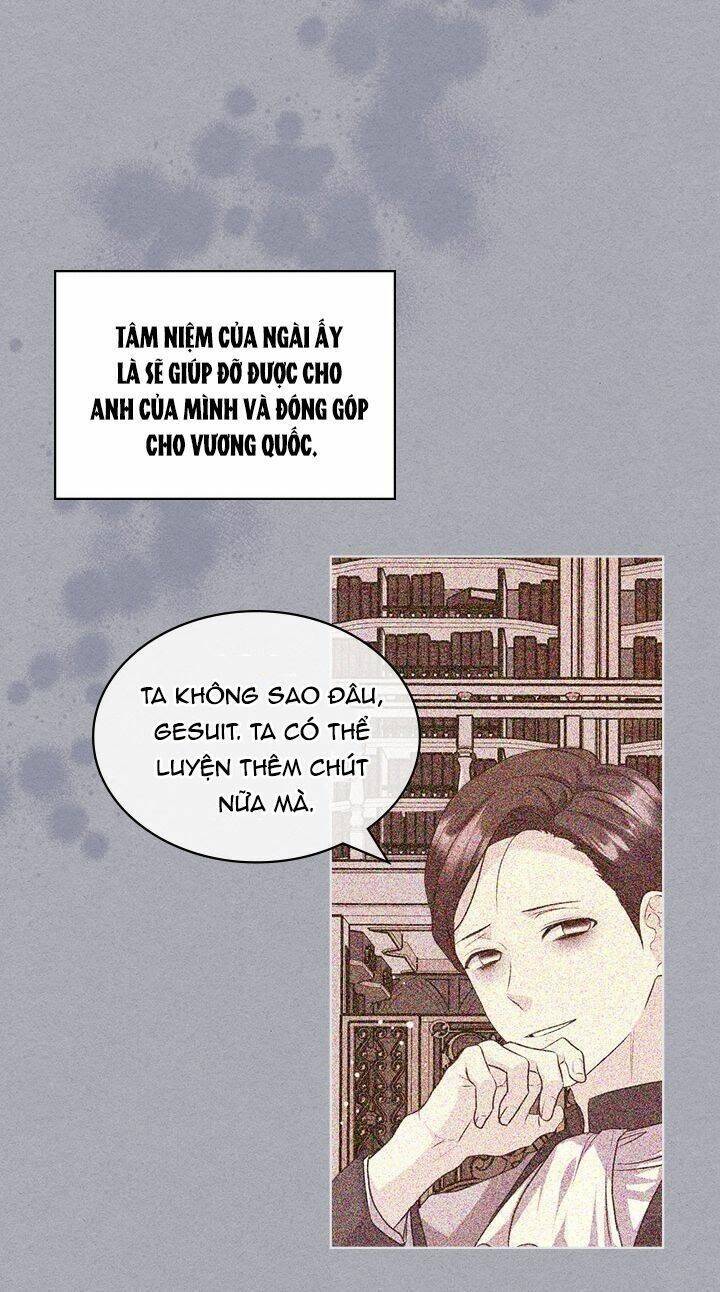 TÂM NIỆM CỦA NGÀI ẤY
LÀ SẼ GIÚP ĐỠ ĐƯỢC CHO
ANH CỦA MÌNH VÀ ĐÓNG GÓP
CHO VƯƠNG QUỐC.
TA KHÔNG SAO ĐÂU,
GESUIT. TA CÓ THỂ
LUYỆN THÊM CHÚT
NỮA MÀ.